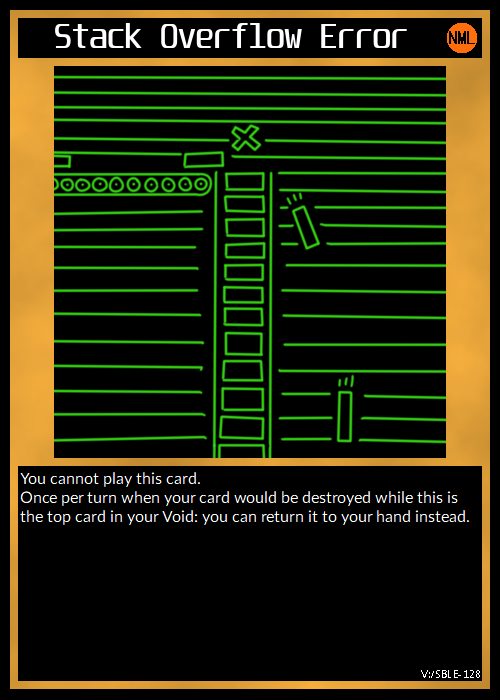 Stack Overflow Error
NML
You cannot play this card.
Once per turn when your card would be destroyed while this is
the top card in your Void: you can return it to your hand instead.
V:/SBLE-128